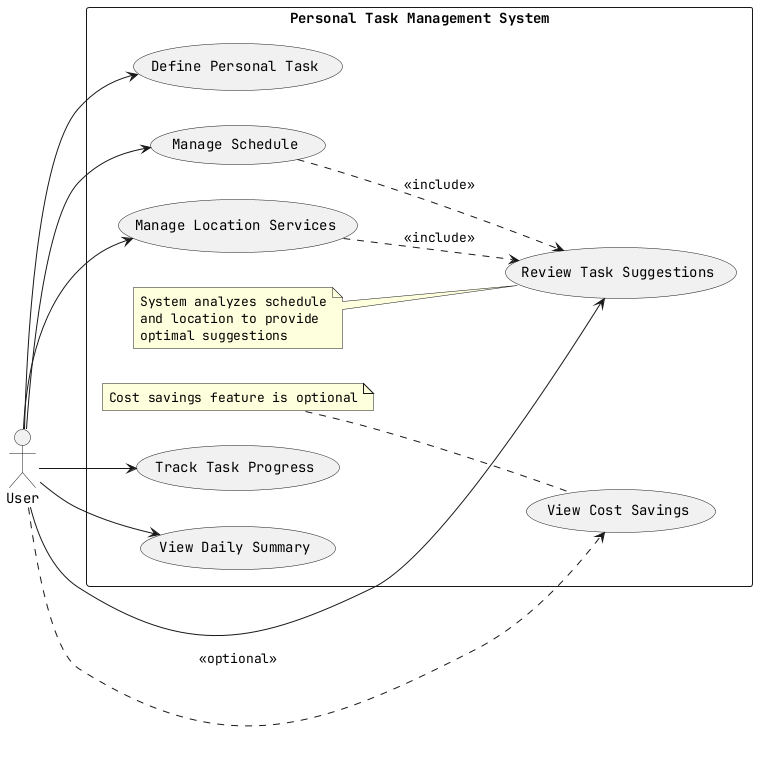 Personal Task Management System
Define Personal Task
Manage Schedule
«include»
Manage Location Services
«include»
Review Task Suggestions
System analyzes schedule
and location to provide
optimal suggestions
Cost savings feature is optional
Track Task Progress
User
View Cost Savings
View Daily Summary
«optional»